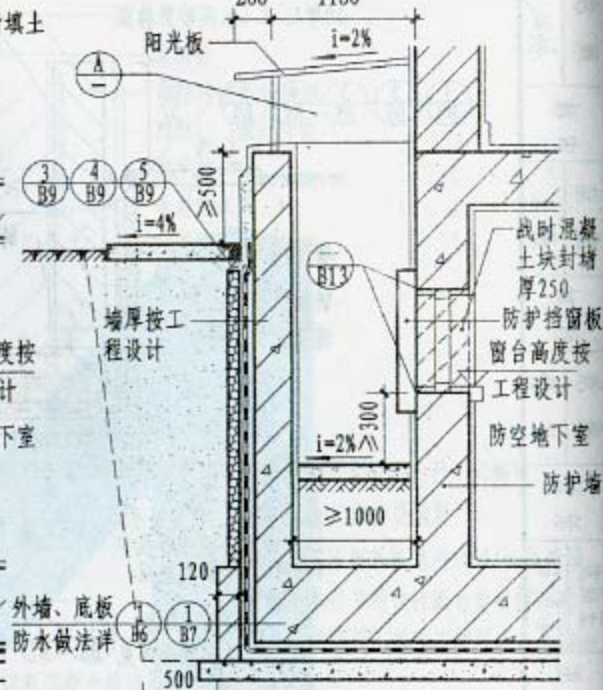 填土
200
1100
阳光板
i=2%
A
—
3
B9
4
B9
5
B9
≥500
i=4%
战时混凝
土块封堵
厚250
B13
墙厚按工
程设计
防护挡窗板
窗台高度按
工程设计
度按
计
下室
≥300
i=2%
防空地下室
防护墙
≥1000
120
外墙、底板
防水做法详
1
B6
1
B7
500